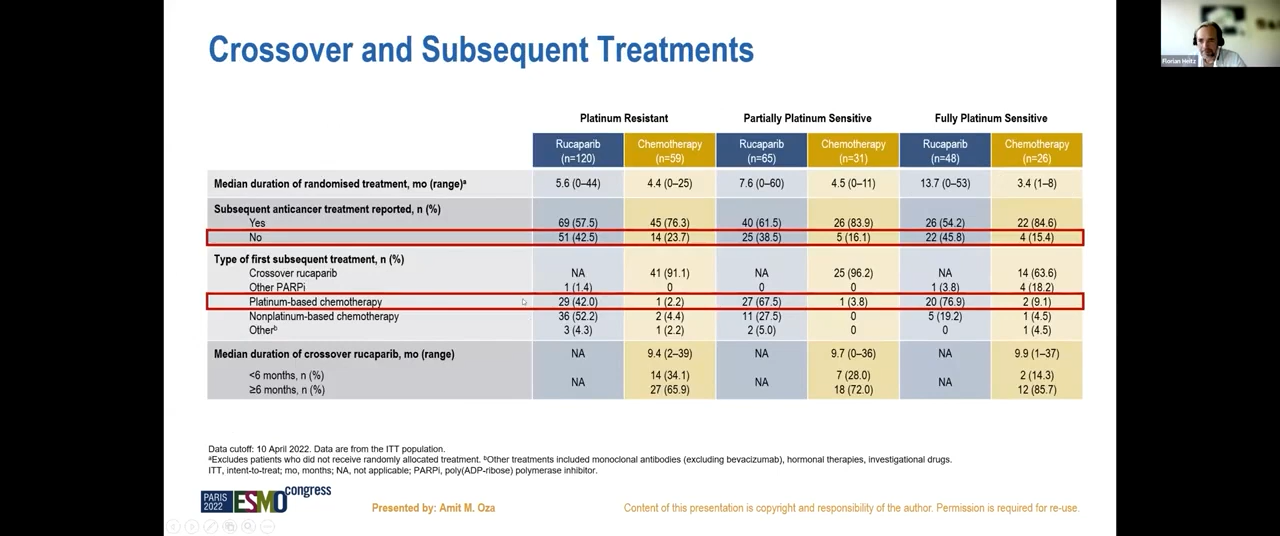 Crossover and Subsequent Treatments
Florian Heitz
Platinum Resistant Partially Platinum Sensitive Fully Platinum Sensitive
Rucaparib (n=120) Chemotherapy (n=59) Rucaparib (n=65) Chemotherapy (n=31) Rucaparib (n=48) Chemotherapy (n=26)
Median duration of randomised treatment, mo (range)ᵃ 5.6 (0–44) 4.4 (0–25) 7.6 (0–60) 4.5 (0–11) 13.7 (0–53) 3.4 (1–8)
Subsequent anticancer treatment reported, n (%)
Yes 69 (57.5) 45 (76.3) 40 (61.5) 26 (83.9) 26 (54.2) 22 (84.6)
No 51 (42.5) 14 (23.7) 25 (38.5) 5 (16.1) 22 (45.8) 4 (15.4)
Type of first subsequent treatment, n (%)
Crossover rucaparib NA 41 (91.1) NA 25 (96.2) NA 14 (63.6)
Other PARPi 1 (1.4) 0 0 0 1 (3.8) 4 (18.2)
Platinum-based chemotherapy 29 (42.0) 1 (2.2) 27 (67.5) 1 (3.8) 20 (76.9) 2 (9.1)
Nonplatinum-based chemotherapy 36 (52.2) 2 (4.4) 11 (27.5) 0 5 (19.2) 1 (4.5)
Otherᵇ 3 (4.3) 1 (2.2) 2 (5.0) 0 0 1 (4.5)
Median duration of crossover rucaparib, mo (range) NA 9.4 (2–39) NA 9.7 (0–36) NA 9.9 (1–37)
<6 months, n (%) NA 14 (34.1) NA 7 (28.0) NA 2 (14.3)
≥6 months, n (%) 27 (65.9) 18 (72.0) 12 (85.7)
Data cutoff: 10 April 2022. Data are from the ITT population.
ᵃExcludes patients who did not receive randomly allocated treatment. ᵇOther treatments included monoclonal antibodies (excluding bevacizumab), hormonal therapies, investigational drugs.
ITT, intent-to-treat; mo, months; NA, not applicable; PARPi, poly(ADP-ribose) polymerase inhibitor.
PARIS 2022 ESMO congress
Presented by: Amit M. Oza
Content of this presentation is copyright and responsibility of the author. Permission is required for re-use.